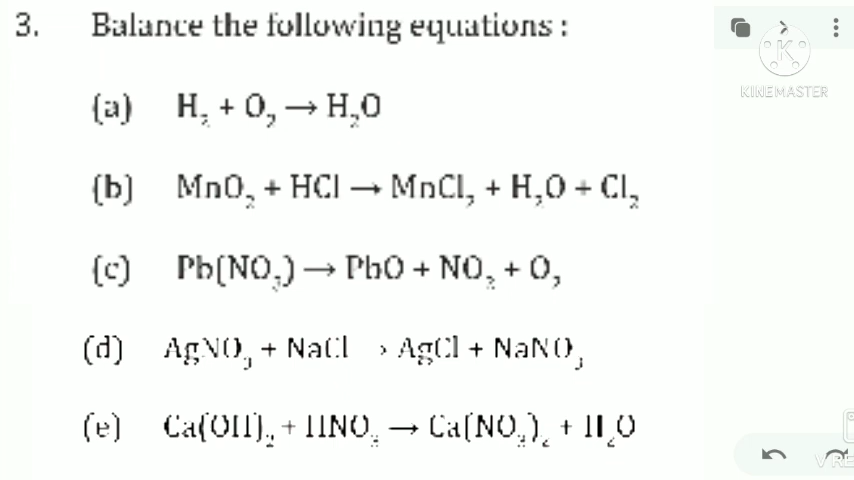 3. Balance the following equations :
KINEMASTER
(a) H₂ + O₂ → H₂O
(b) MnO₂ + HCl → MnCl₂ + H₂O + Cl₂
(c) Pb(NO₃) → PbO + NO₂ + O₂
(d) AgNO₃ + NaCl → AgCl + NaNO₃
(e) Ca(OH)₂ + HNO₃ → Ca(NO₃)₂ + H₂O